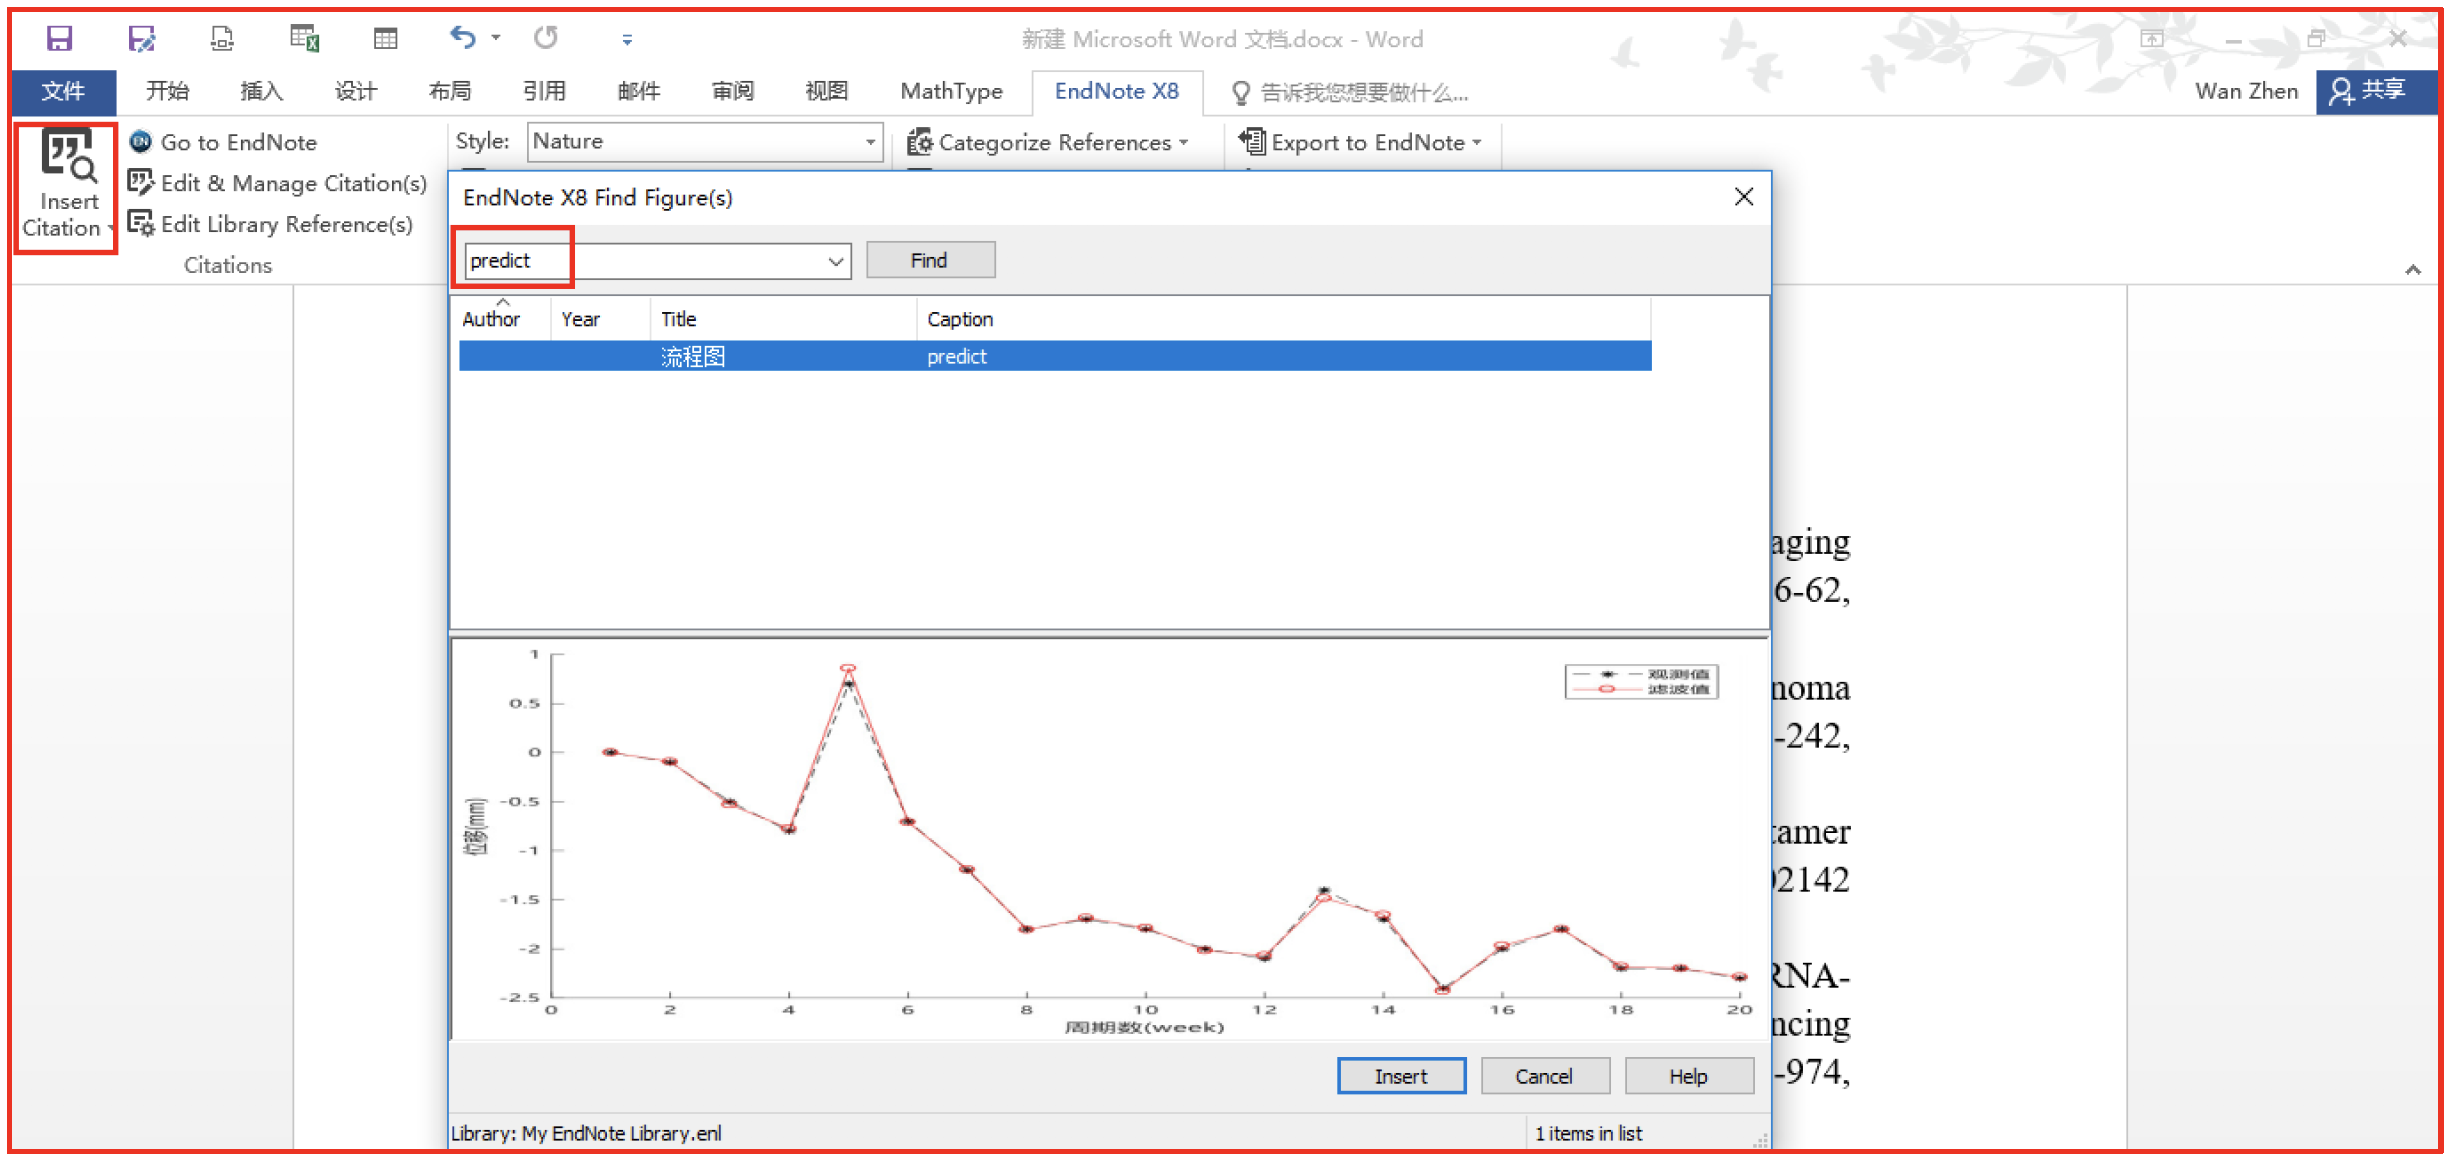 新建 Microsoft Word 文档.docx - Word
文件 开始 插入 设计 布局 引用 邮件 审阅 视图 MathType EndNote X8 告诉我您想要做什么... Wan Zhen 共享
Insert Citation
EN Go to EndNote
Edit & Manage Citation(s)
Edit Library Reference(s)
Citations
Style: Nature
Categorize References
Export to EndNote
EndNote X8 Find Figure(s)
predict Find
Author Year Title Caption
流程图 predict
aging
6-62,
noma
-242,
tamer
02142
RNA-
ncing
-974,
1
0.5
0
-0.5
-1
-1.5
-2
-2.5
位移(mm)
观测值
滤波值
0 2 4 6 8 10 12 14 16 18 20
周期数(week)
Insert Cancel Help
Library: My EndNote Library.enl 1 items in list